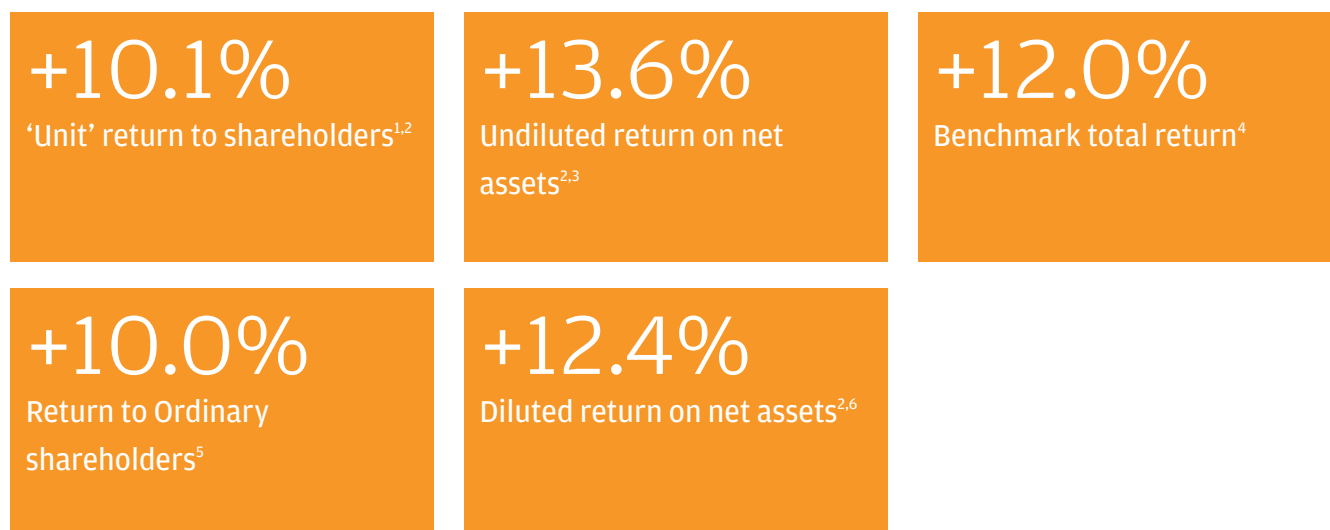 +10.1%
‘Unit’ return to shareholders1,2
+13.6%
Undiluted return on net
assets2,3
+12.0%
Benchmark total return4
+10.0%
Return to Ordinary
shareholders5
+12.4%
Diluted return on net assets2,6